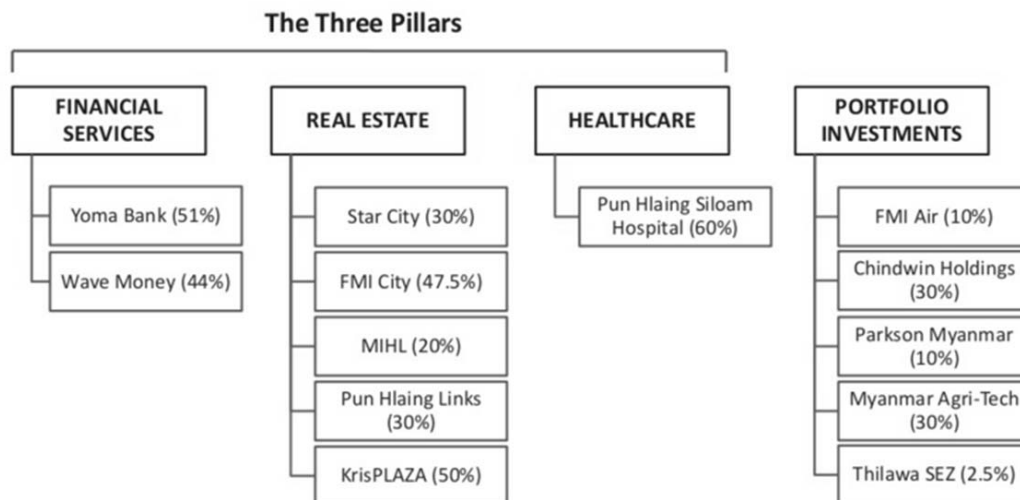 The Three Pillars
FINANCIAL
SERVICES
Yoma Bank (51%)
Wave Money (44%)
REAL ESTATE
Star City (30%)
FMI City (47.5%)
MIHL (20%)
Pun Hlaing Links
(30%)
KrisPLAZA (50%)
HEALTHCARE
Pun Hlaing Siloam
Hospital (60%)
PORTFOLIO
INVESTMENTS
FMI Air (10%)
Chindwin Holdings
(30%)
Parkson Myanmar
(10%)
Myanmar Agri-Tech
(30%)
Thilawa SEZ (2.5%)